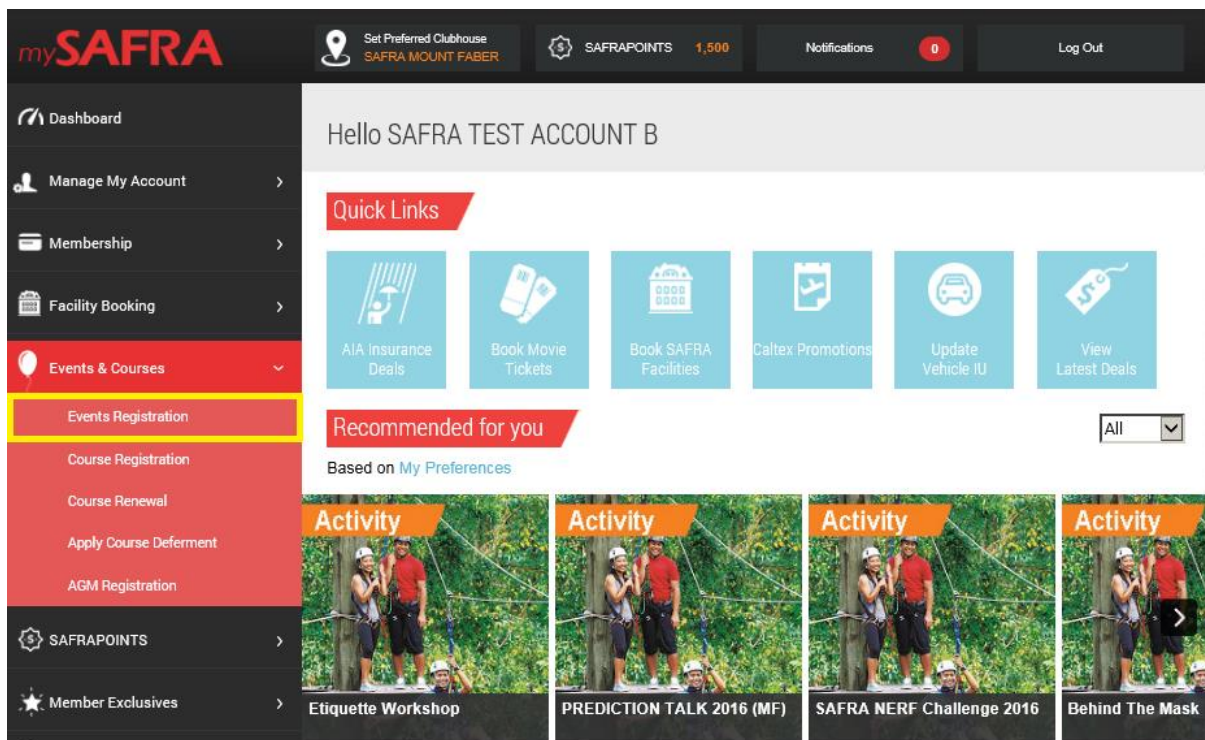 mySAFRA
Set Preferred Clubhouse
SAFRA MOUNT FABER
SAFRAPOINTS 1,500
Notifications 0
Log Out
Dashboard
Manage My Account
Membership
Facility Booking
Events & Courses
Events Registration
Course Registration
Course Renewal
Apply Course Deferment
AGM Registration
SAFRAPOINTS
Member Exclusives
Hello SAFRA TEST ACCOUNT B
Quick Links
AIA Insurance
Deals
Book Movie
Tickets
Book SAFRA
Facilities
Caltex Promotions
Update
Vehicle IU
View
Latest Deals
Recommended for you
All
Based on My Preferences
Activity
Etiquette Workshop
Activity
PREDICTION TALK 2016 (MF)
Activity
SAFRA NERF Challenge 2016
Activity
Behind The Mask